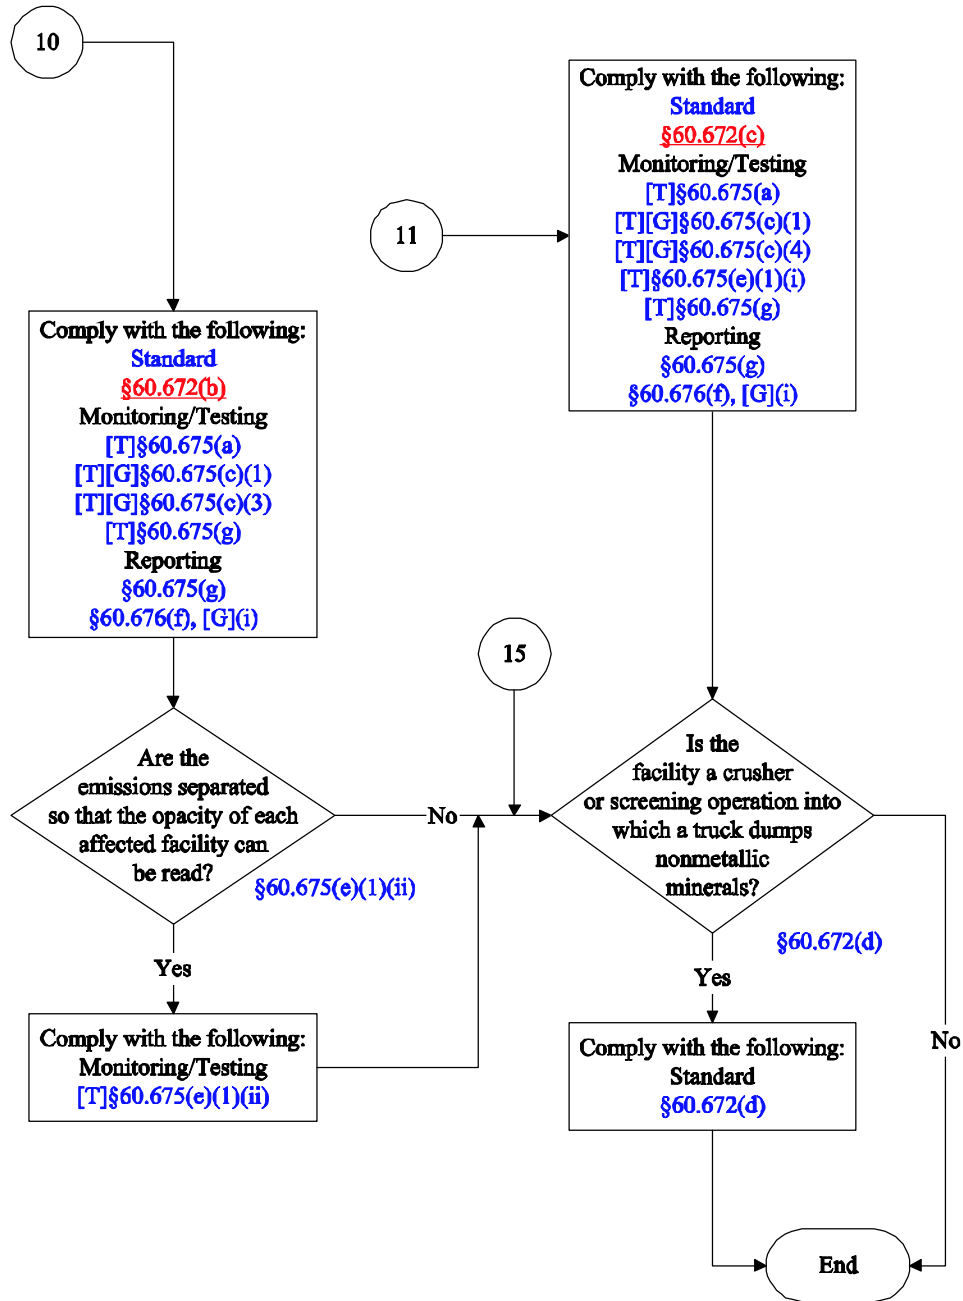 10
Comply with the following:
Standard
§60.672(b)
Monitoring/Testing
[T]§60.675(a)
[T][G]§60.675(c)(1)
[T][G]§60.675(c)(3)
[T]§60.675(g)
Reporting
§60.675(g)
§60.676(f), [G](i)
Are the
emissions separated
so that the opacity of each
affected facility can
be read?
§60.675(e)(1)(ii)
No
Yes
Comply with the following:
Monitoring/Testing
[T]§60.675(e)(1)(ii)
11
Comply with the following:
Standard
§60.672(c)
Monitoring/Testing
[T]§60.675(a)
[T][G]§60.675(c)(1)
[T][G]§60.675(c)(4)
[T]§60.675(e)(1)(i)
[T]§60.675(g)
Reporting
§60.675(g)
§60.676(f), [G](i)
15
Is the
facility a crusher
or screening operation into
which a truck dumps
nonmetallic
minerals?
§60.672(d)
Yes
No
Comply with the following:
Standard
§60.672(d)
End